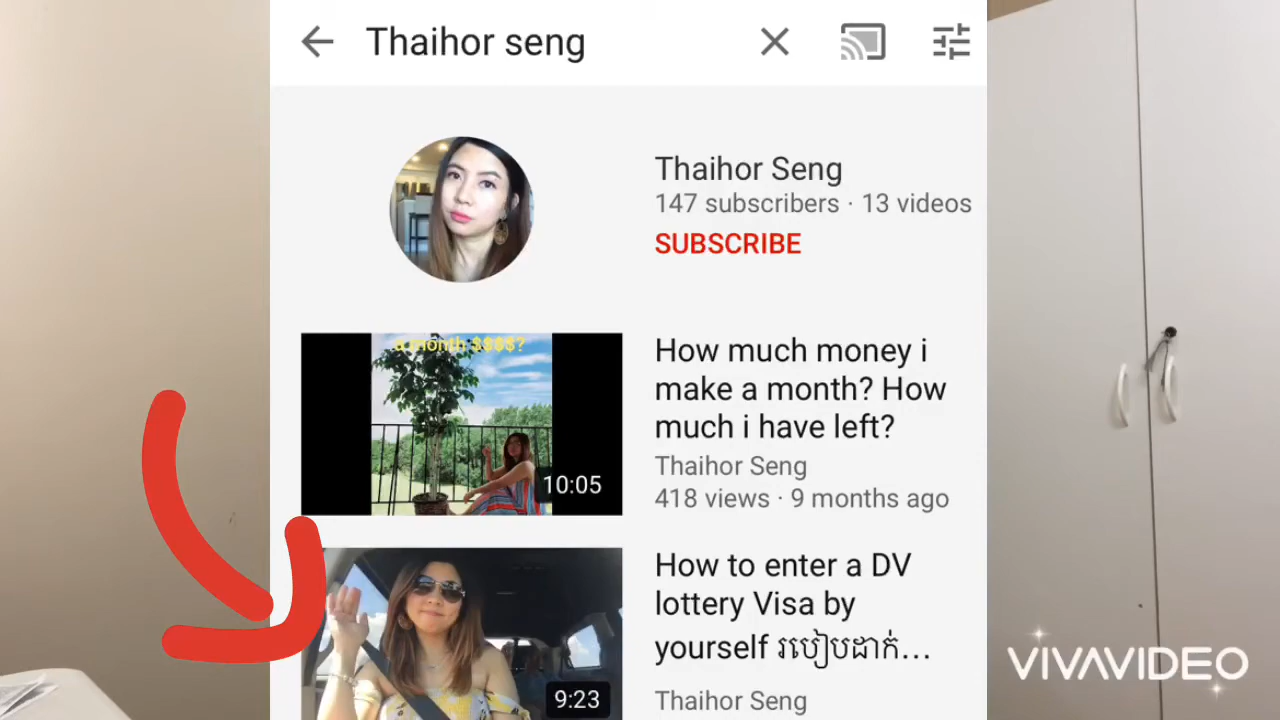 Thaihor seng
Thaihor Seng
147 subscribers · 13 videos
SUBSCRIBE
a month $$$$?
10:05
How much money i
make a month? How
much i have left?
Thaihor Seng
418 views · 9 months ago
9:23
How to enter a DV
lottery Visa by
yourself របៀបដាក់...
Thaihor Seng
VIVAVIDEO